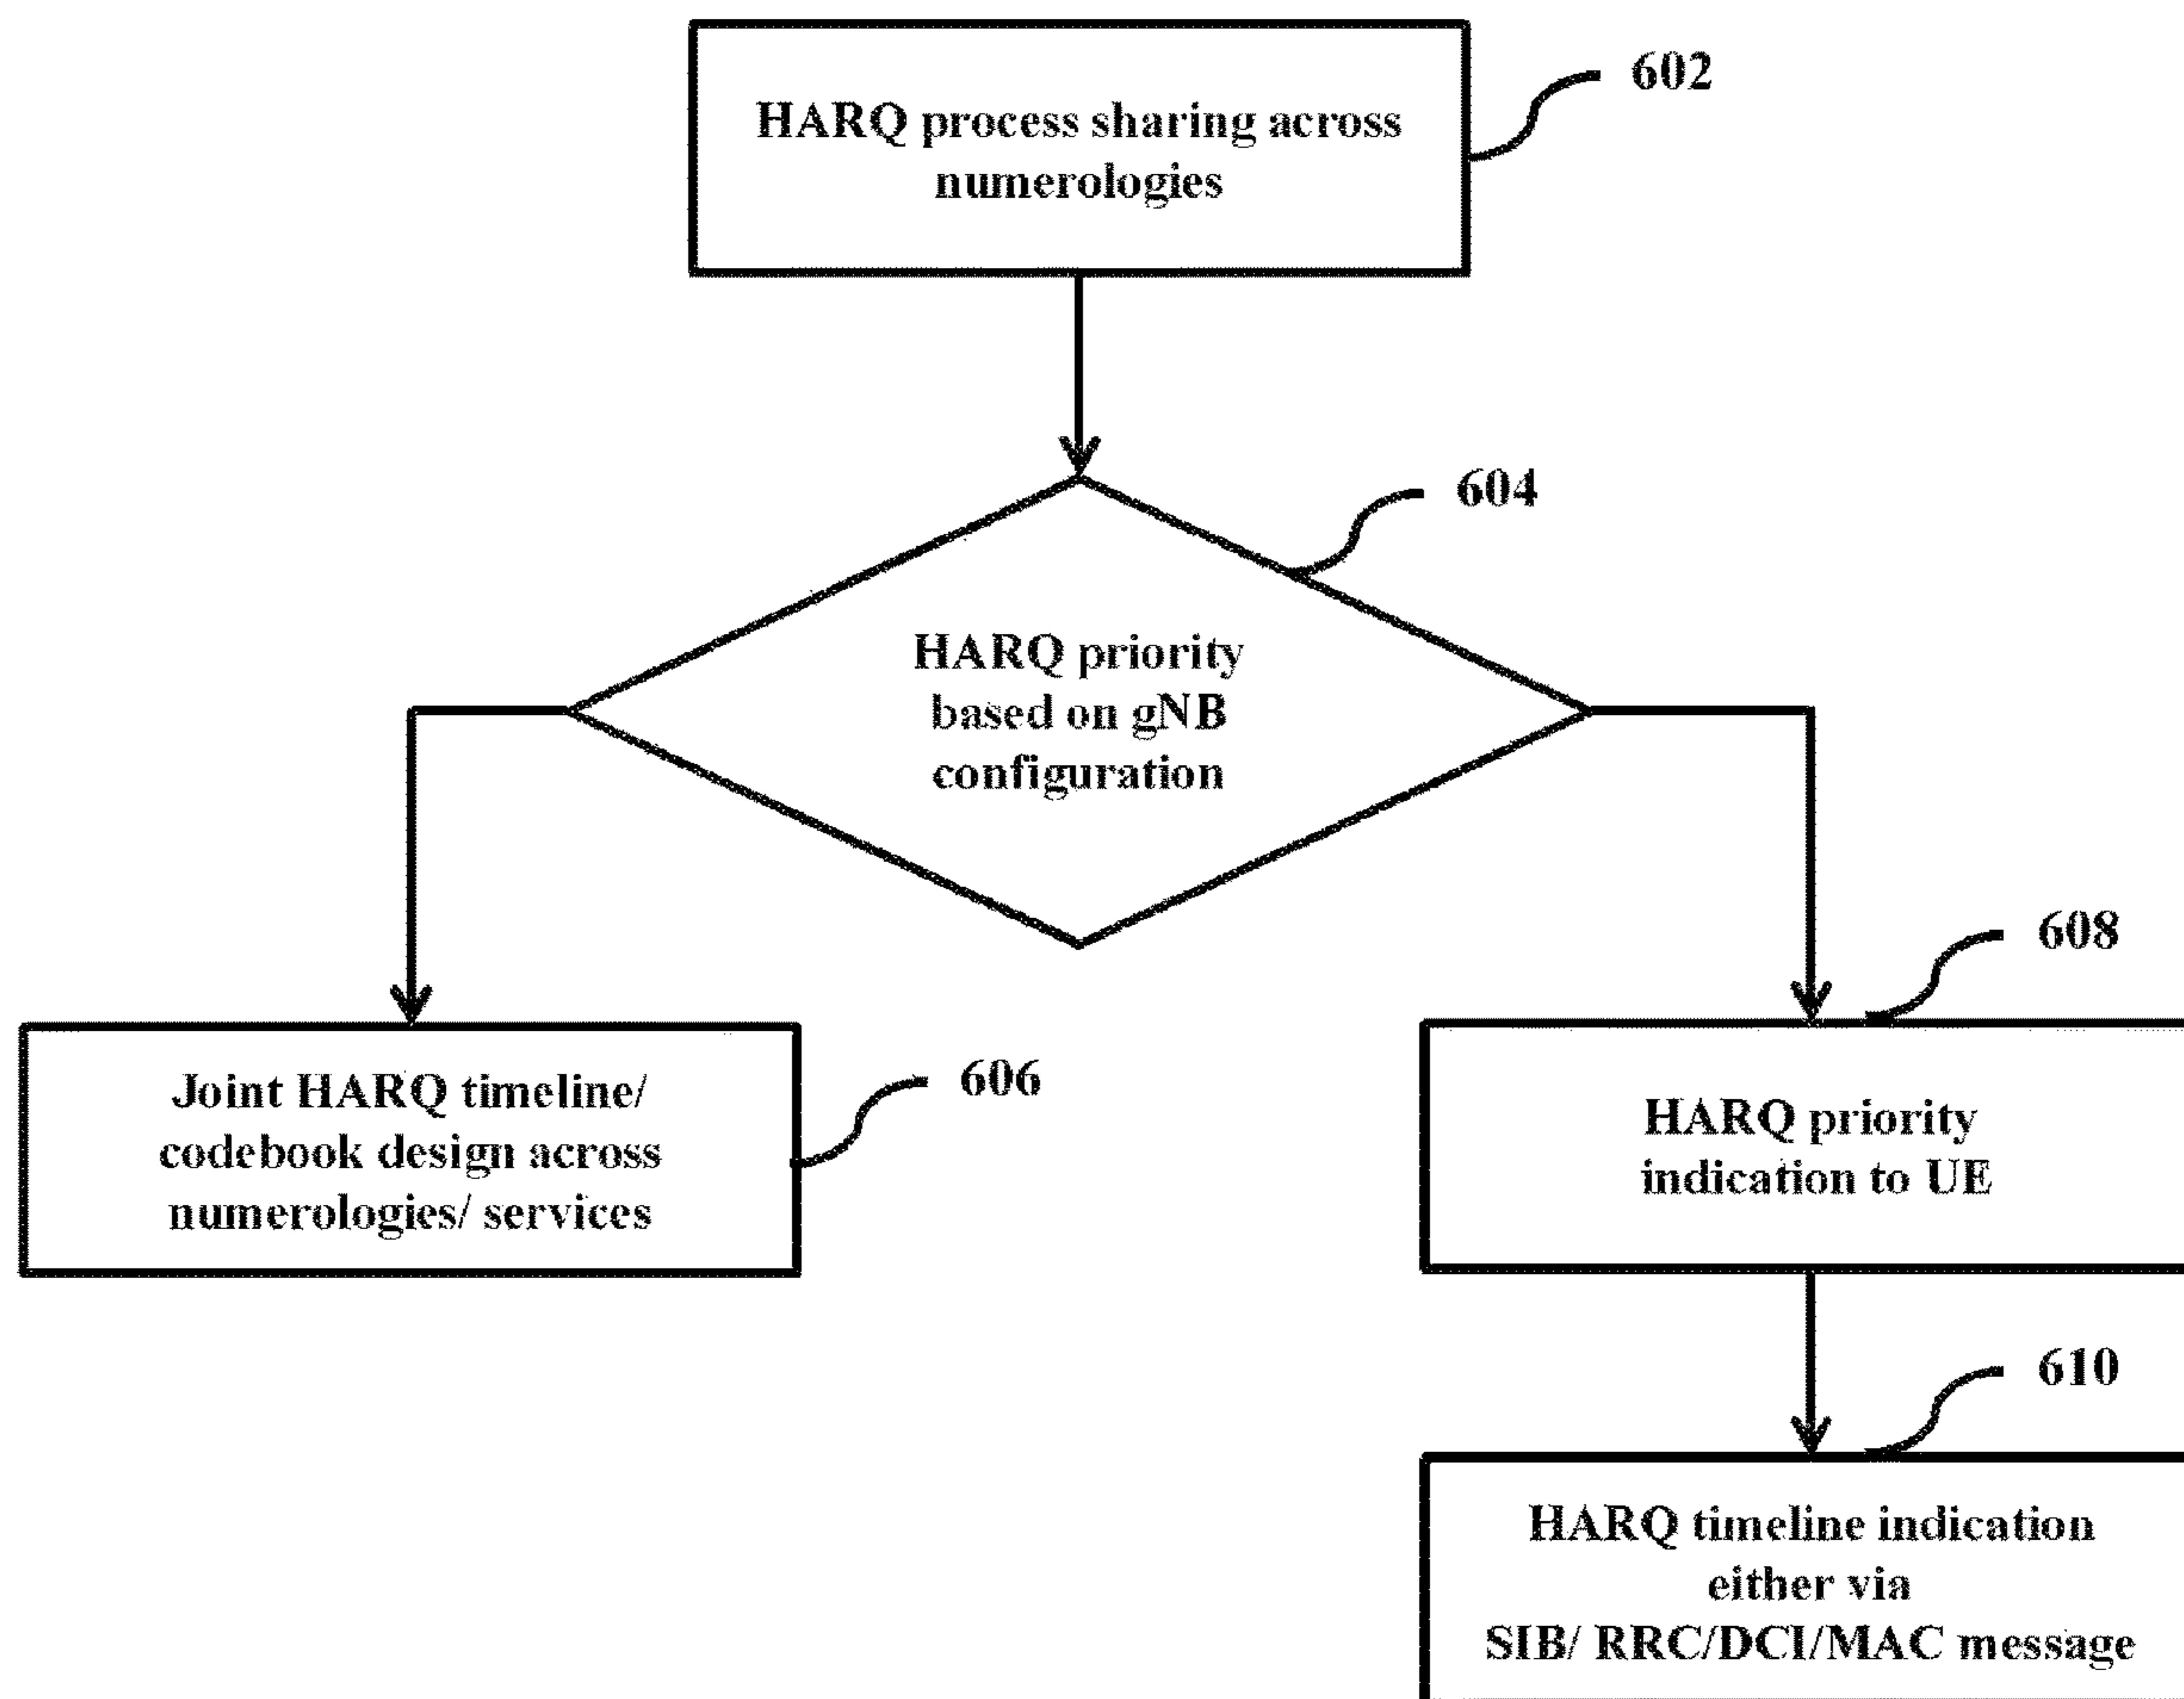 HARQ process sharing across
numerologies
602
604
HARQ priority
based on gNB
configuration
606
Joint HARQ timeline/
codebook design across
numerologies/ services
608
HARQ priority
indication to UE
610
HARQ timeline indication
either via
SIB/ RRC/DCI/MAC message